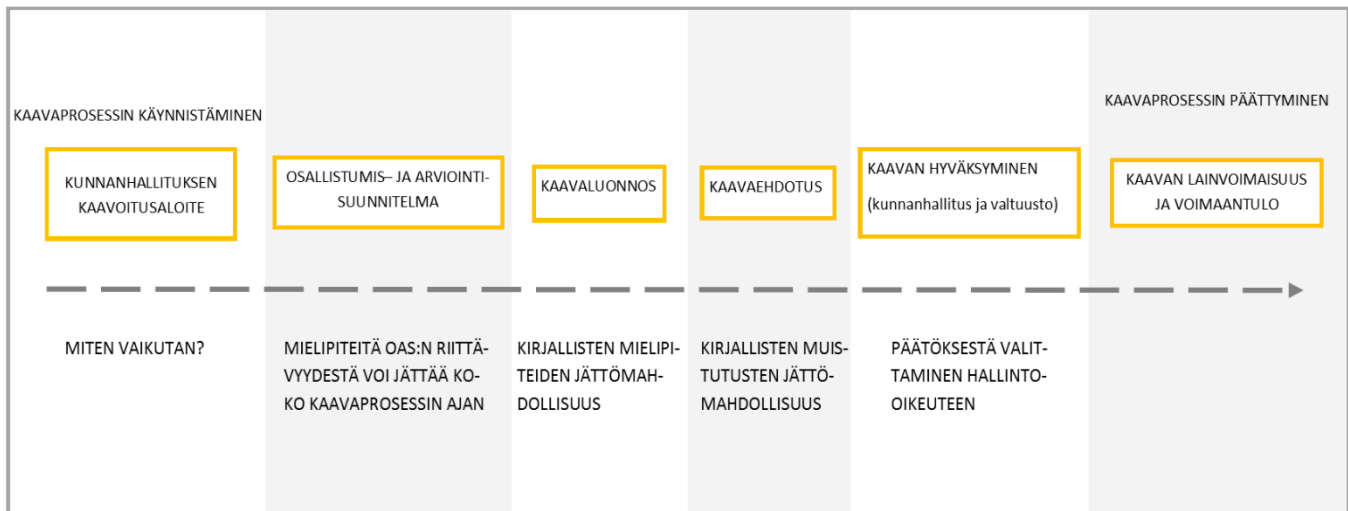 KAAVAPROSESSIN KÄYNNISTÄMINEN
KAAVAPROSESSIN PÄÄTTYMINEN
KUNNANHALLITUKSEN
KAAVOITUSALOITE
OSALLISTUMIS– JA ARVIOINTI-
SUUNNITELMA
KAAVALUONNOS
KAAVAEHDOTUS
KAAVAN HYVÄKSYMINEN
(kunnanhallitus ja valtuusto)
KAAVAN LAINVOIMAISUUS
JA VOIMAANTULO
MITEN VAIKUTAN?
MIELIPITEITÄ OAS:N RIITTÄ-
VYYDESTÄ VOI JÄTTÄÄ KO-
KO KAAVAPROSESSIN AJAN
KIRJALLISTEN MIELIPI-
TEIDEN JÄTTÖMAH-
DOLLISUUS
KIRJALLISTEN MUIS-
TUTUSTEN JÄTTÖ-
MAHDOLLISUUS
PÄÄTÖKSESTÄ VALIT-
TAMINEN HALLINTO-
OIKEUTEEN